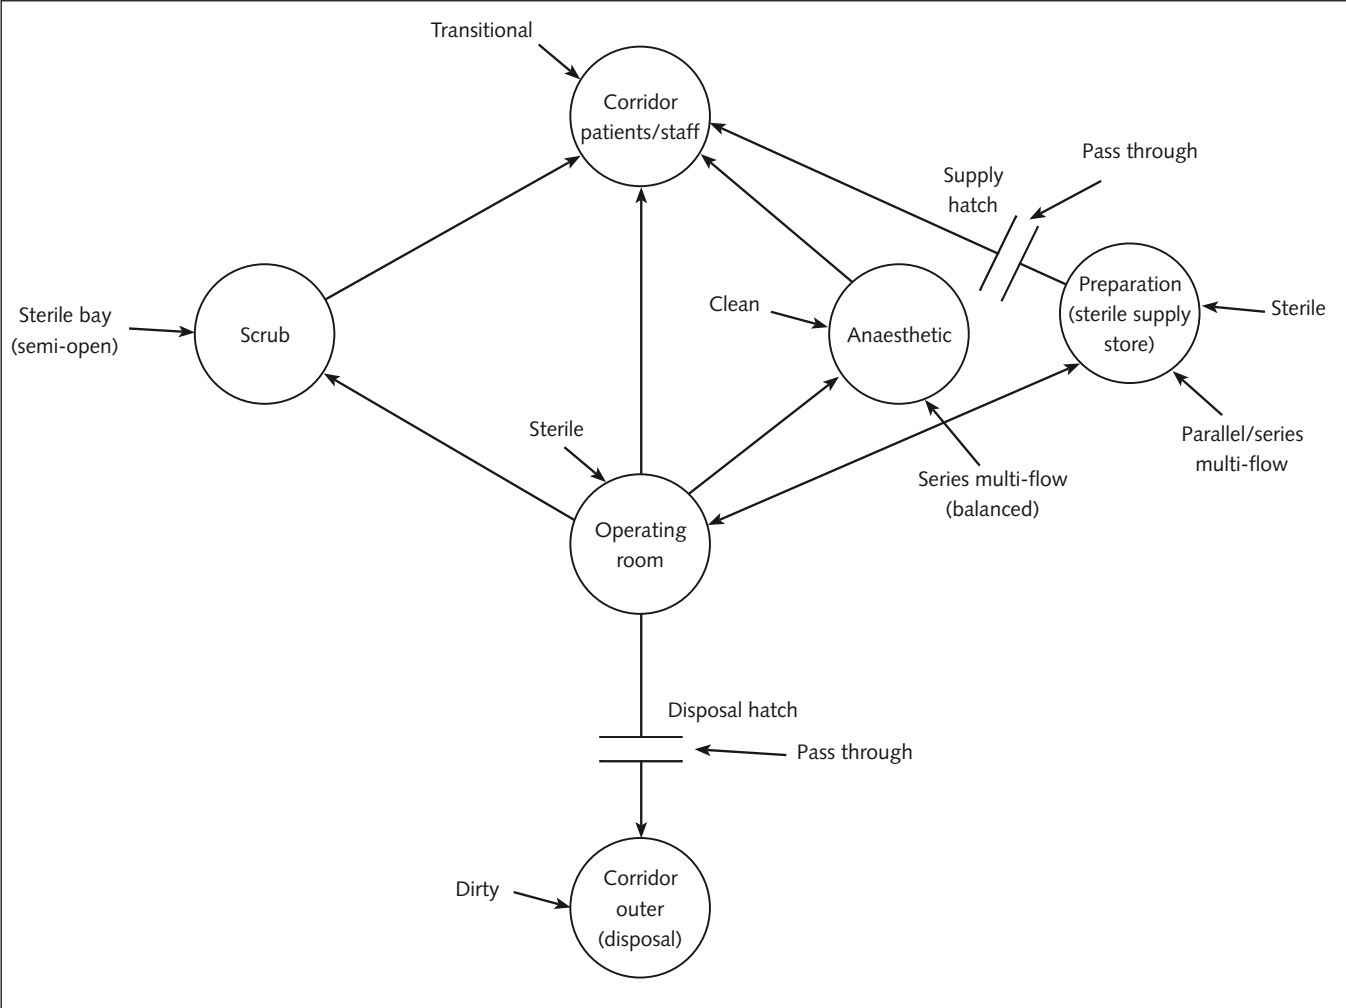 Transitional
Corridor
patients/staff
Pass through
Supply
hatch
Preparation
(sterile supply
store)
Sterile
Clean
Anaesthetic
Sterile bay
(semi-open)
Scrub
Parallel/series
multi-flow
Sterile
Series multi-flow
(balanced)
Operating
room
Disposal hatch
Pass through
Corridor
outer
(disposal)
Dirty